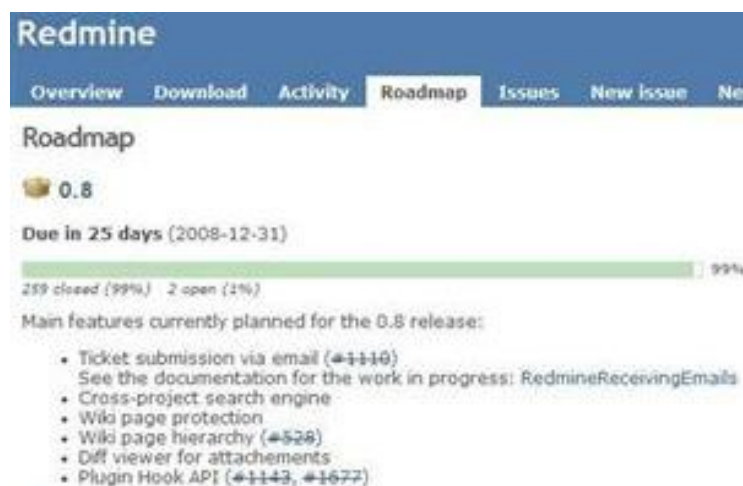 Redmine
Overview Download Activity Roadmap Issues New issue Ne
Roadmap
0.8
Due in 25 days (2008-12-31)
99%
259 closed (99%) 2 open (1%)
Main features currently planned for the 0.8 release:
• Ticket submission via email (#1110)
See the documentation for the work in progress: RedmineReceivingEmails
• Cross-project search engine
• Wiki page protection
• Wiki page hierarchy (#528)
• Diff viewer for attachements
• Plugin Hook API (#1143, #1677)